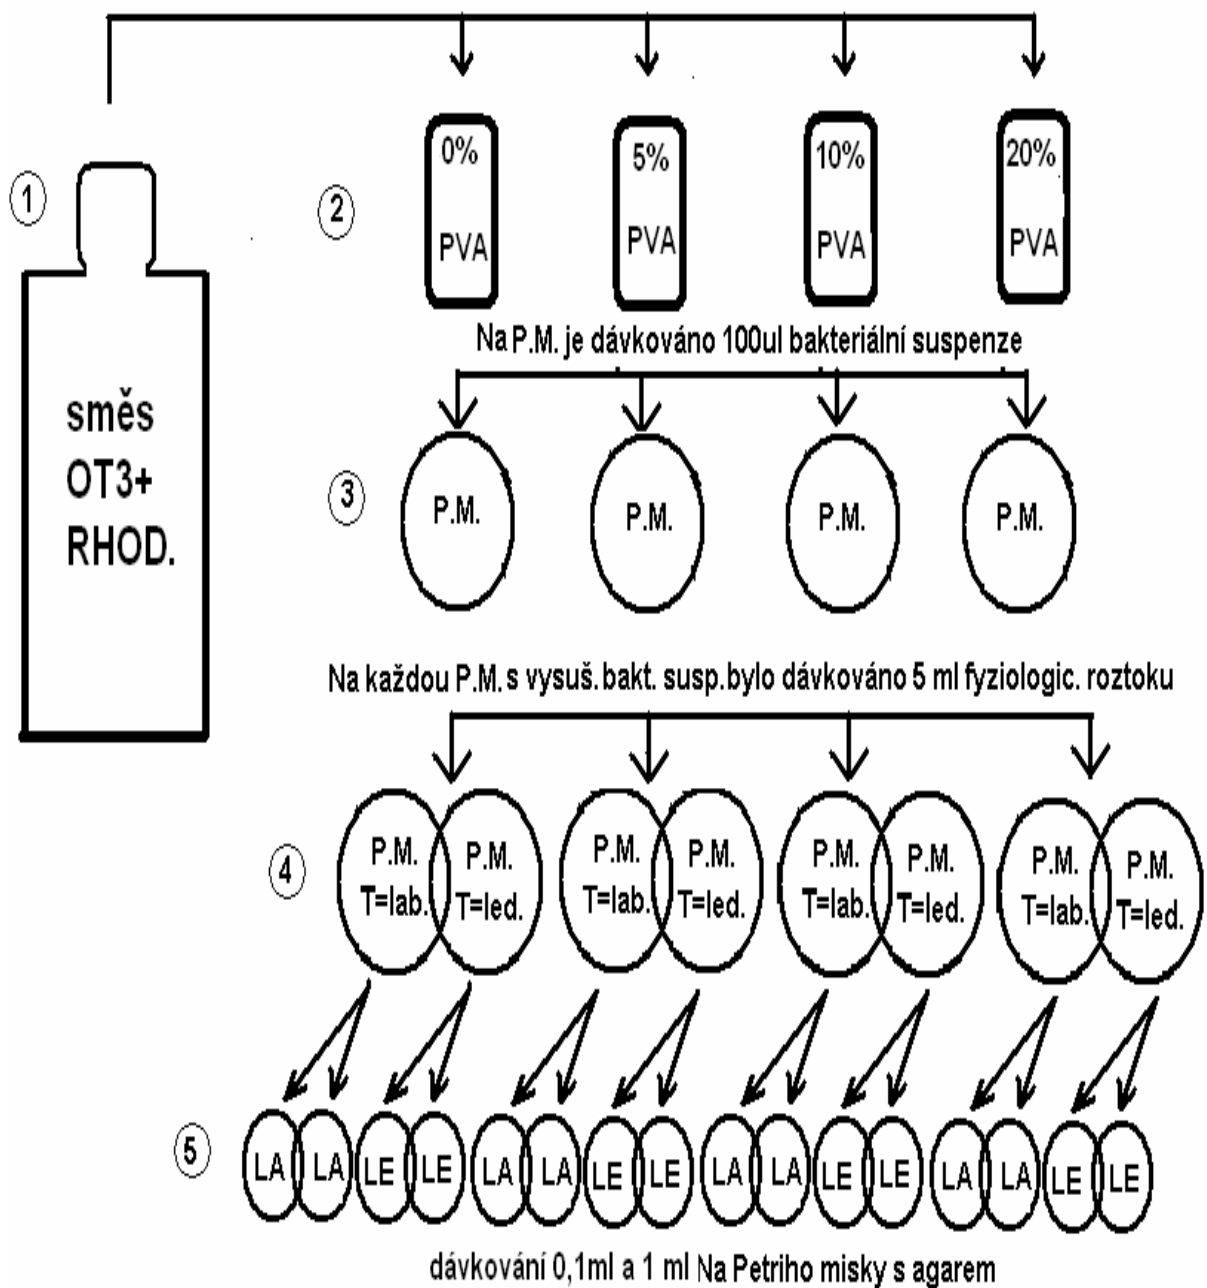 1
2
0%
PVA
5%
PVA
10%
PVA
20%
PVA
Na P.M. je dávkováno 100ul bakteriální suspenze
směs
OT3+
RHOD.
3
P.M.
P.M.
P.M.
P.M.
Na každou P.M. s vysuš.bakt. susp.bylo dávkováno 5 ml fyziologic. roztoku
4
P.M.
T=lab.
P.M.
T=led.
P.M.
T=lab.
P.M.
T=led.
P.M.
T=lab.
P.M.
T=led.
P.M.
T=lab.
P.M.
T=led.
5
LA LA LE LE LA LA LE LE LA LA LE LE LA LA LE LE
dávkování 0,1ml a 1 ml Na Petriho misky s agarem